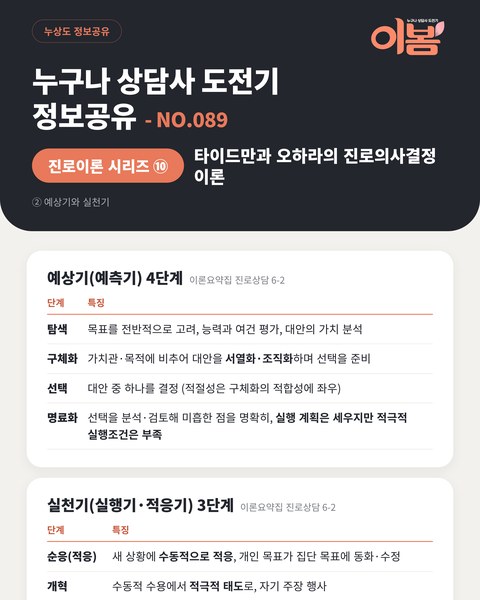 누상도 정보공유
누구나 상담사 도전기
이봄
누구나 상담사 도전기
정보공유 - NO.089
진로이론 시리즈 ⑩
타이드만과 오하라의 진로의사결정
이론
② 예상기와 실천기
예상기(예측기) 4단계 이론요약집 진로상담 6-2
단계 특징
탐색 목표를 전반적으로 고려, 능력과 여건 평가, 대안의 가치 분석
구체화 가치관·목적에 비추어 대안을 서열화·조직화하며 선택을 준비
선택 대안 중 하나를 결정 (적절성은 구체화의 적합성에 좌우)
명료화 선택을 분석·검토해 미흡한 점을 명확히, 실행 계획은 세우지만 적극적
실행조건은 부족
실천기(실행기·적응기) 3단계 이론요약집 진로상담 6-2
단계 특징
순응(적응) 새 상황에 수동적으로 적응, 개인 목표가 집단 목표에 동화·수정
개혁 수동적 수용에서 적극적 태도로, 자기 주장 행사